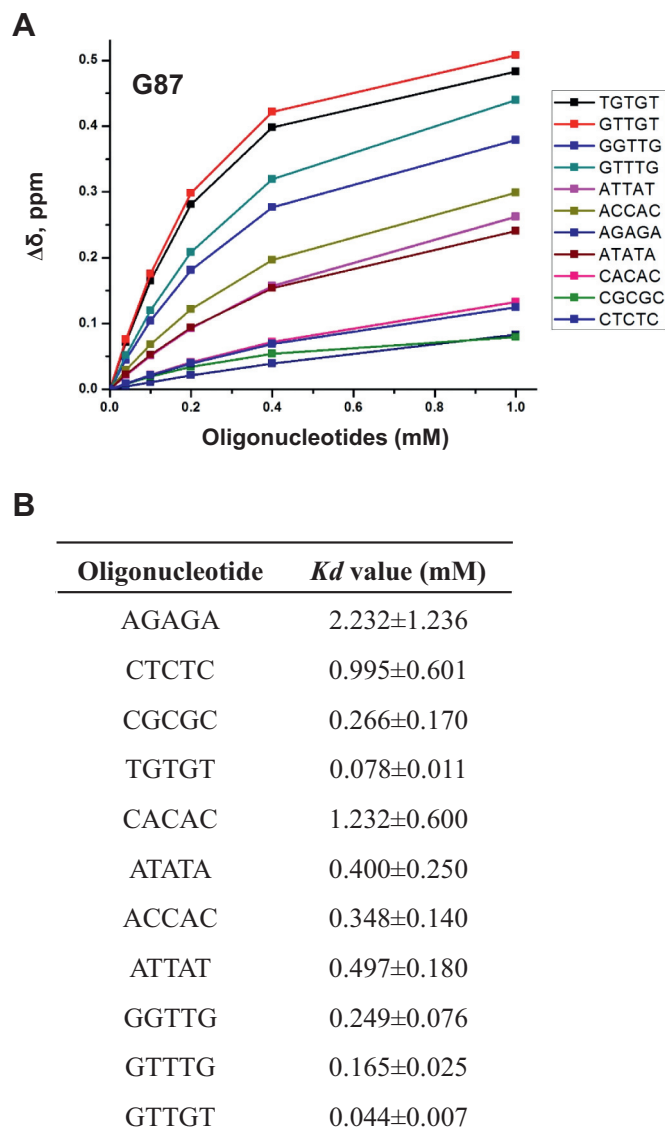 A
G87
Δδ, ppm
0.5
0.4
0.3
0.2
0.1
0.0
0.0 0.2 0.4 0.6 0.8 1.0
Oligonucleotides (mM)
TGTGT
GTTGT
GGTTG
GTTTG
ATTAT
ACCAC
AGAGA
ATATA
CACAC
CGCGC
CTCTC
B
Oligonucleotide Kd value (mM)
AGAGA 2.232±1.236
CTCTC 0.995±0.601
CGCGC 0.266±0.170
TGTGT 0.078±0.011
CACAC 1.232±0.600
ATATA 0.400±0.250
ACCAC 0.348±0.140
ATTAT 0.497±0.180
GGTTG 0.249±0.076
GTTTG 0.165±0.025
GTTGT 0.044±0.007